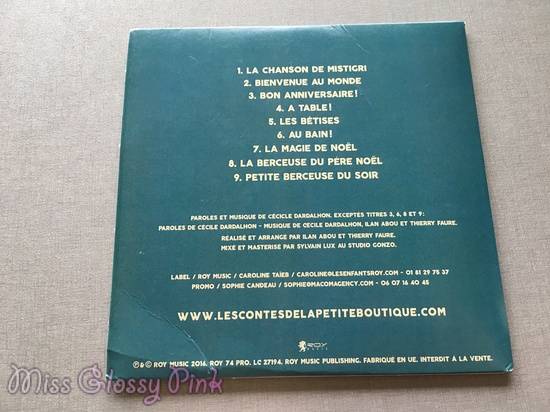 1. LA CHANSON DE MISTIGRI
2. BIENVENUE AU MONDE
3. BON ANNIVERSAIRE !
4. A TABLE !
5. LES BÊTISES
6. AU BAIN !
7. LA MAGIE DE NOËL
8. LA BERCEUSE DU PÈRE NOËL
9. PETITE BERCEUSE DU SOIR
PAROLES ET MUSIQUE DE CÉCICLE DARDALHON. EXCEPTÉS TITRES 3, 6, 8 ET 9 :
PAROLES DE CÉCILE DARDALHON - MUSIQUE DE CÉCILE DARDALHON, ILAN ABOU ET THIERRY FAURE.
RÉALISÉ ET ARRANGÉ PAR ILAN ABOU ET THIERRY FAURE.
MIXÉ ET MASTERISÉ PAR SYLVAIN LUX AU STUDIO GONZO.
LABEL / ROY MUSIC / CAROLINE TAÏEB / CAROLINE@LESENFANTSROY.COM - 01 81 29 75 37
PROMO / SOPHIE CANDEAU / SOPHIE@MACOMAGENCY.COM - 06 07 16 40 45
WWW.LESCONTESDELAPETITEBOUTIQUE.COM
ROY
MUSIC
℗ & © ROY MUSIC 2016. ROY 74 PRO. LC 27194. ROY MUSIC PUBLISHING. FABRIQUÉ EN UE. INTERDIT À LA VENTE.
Miss Glossy Pink